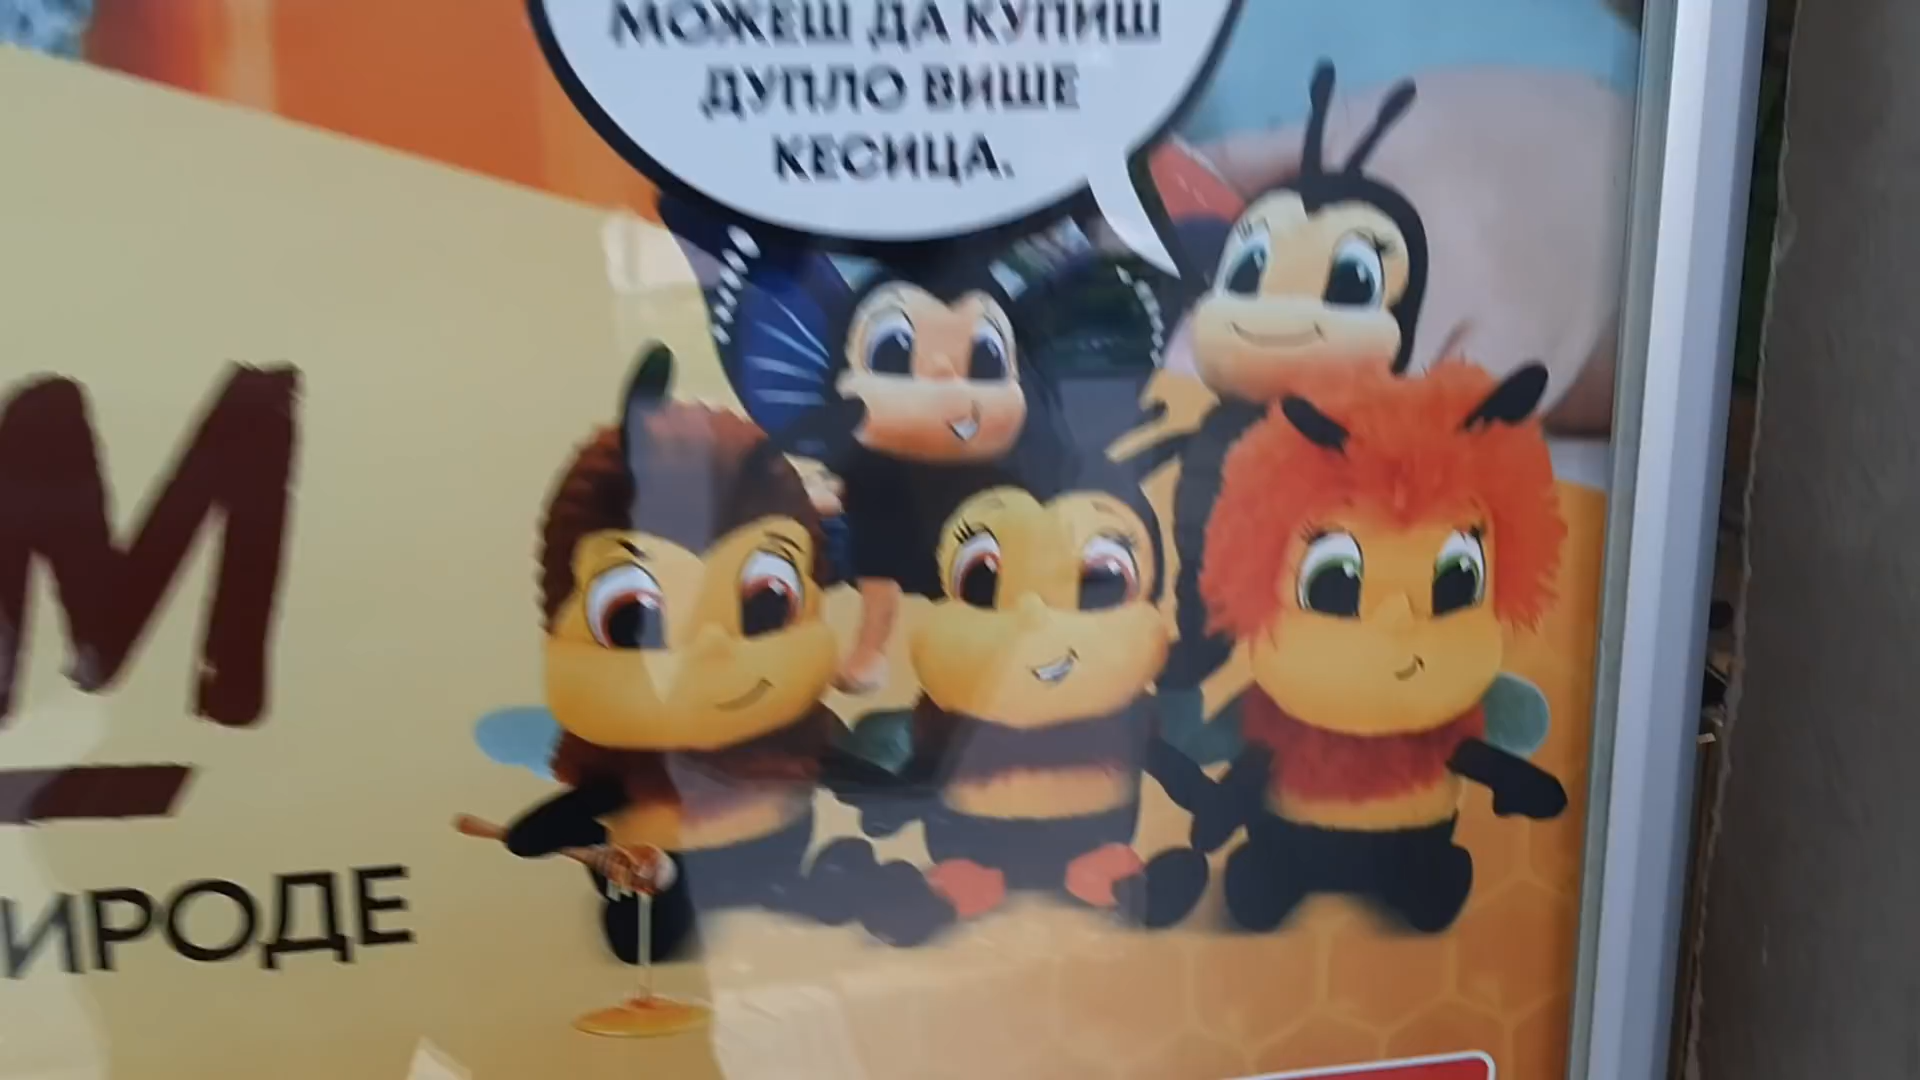 МОЖЕШ ДА КУПИШ
ДУПЛО ВИШЕ
КЕСИЦА.
М
ИРОДЕ